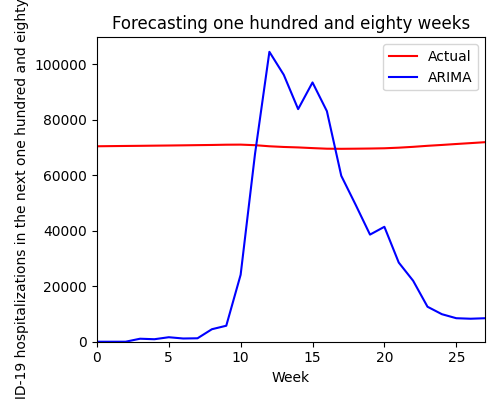 Forecasting one hundred and eighty weeks
Actual
ARIMA
ID-19 hospitalizations in the next one hundred and eighty
100000
80000
60000
40000
20000
0
0 5 10 15 20 25
Week